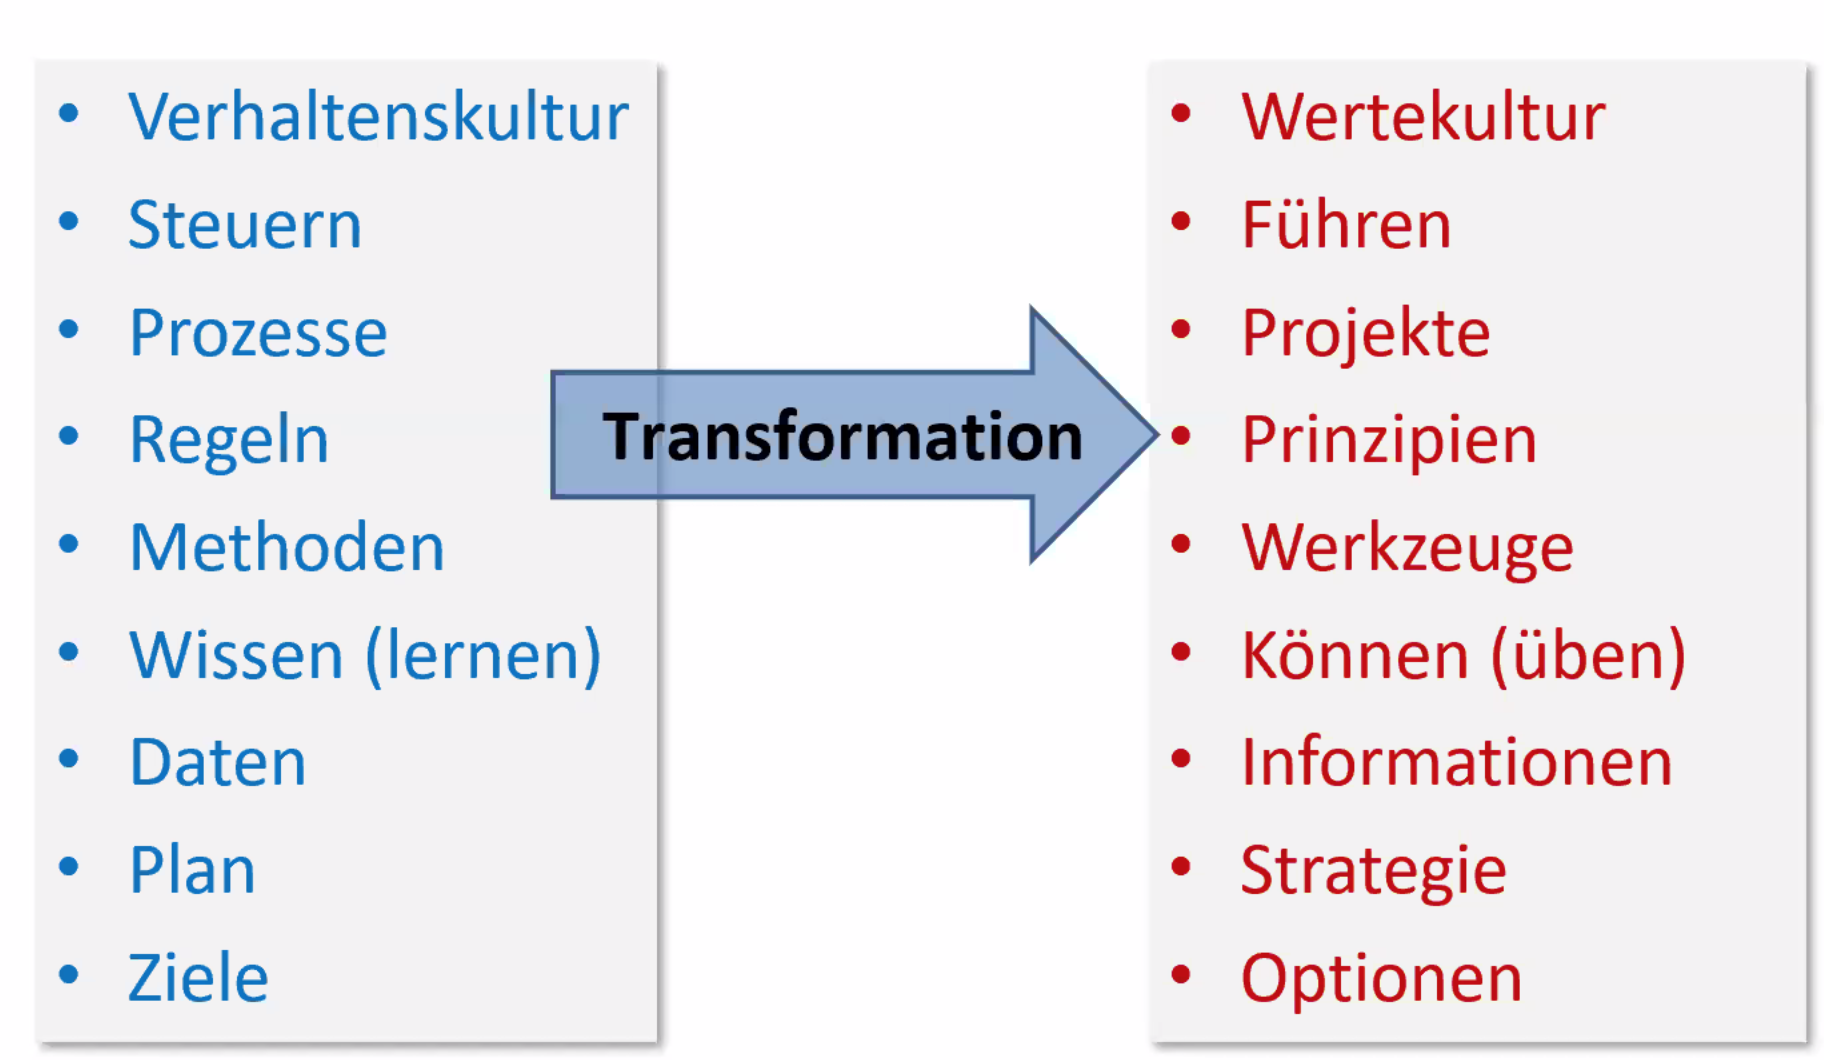 • Verhaltenskultur
• Steuern
• Prozesse
• Regeln
• Methoden
• Wissen (lernen)
• Daten
• Plan
• Ziele
Transformation
• Wertekultur
• Führen
• Projekte
• Prinzipien
• Werkzeuge
• Können (üben)
• Informationen
• Strategie
• Optionen